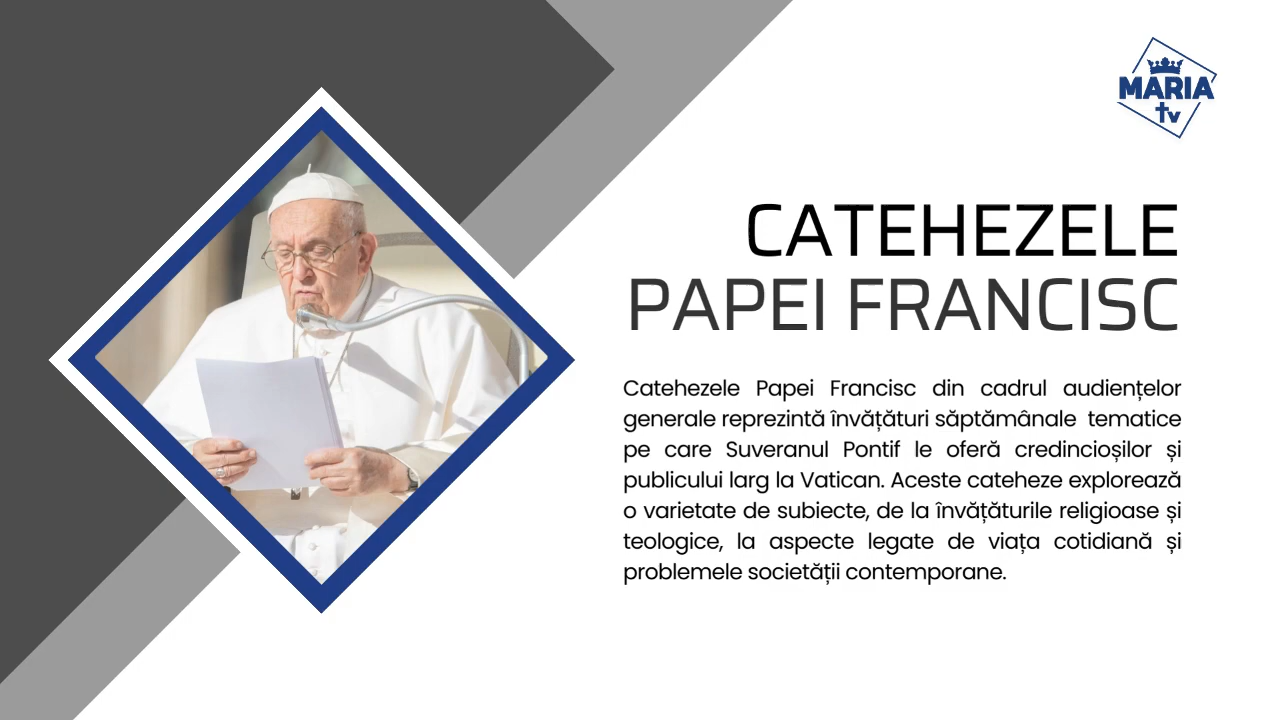 MARIA
tv
CATEHEZELE
PAPEI FRANCISC
Catehezele Papei Francisc din cadrul audiențelor
generale reprezintă învățături săptămânale tematice
pe care Suveranul Pontif le oferă credincioșilor și
publicului larg la Vatican. Aceste cateheze explorează
o varietate de subiecte, de la învățăturile religioase și
teologice, la aspecte legate de viața cotidiană și
problemele societății contemporane.